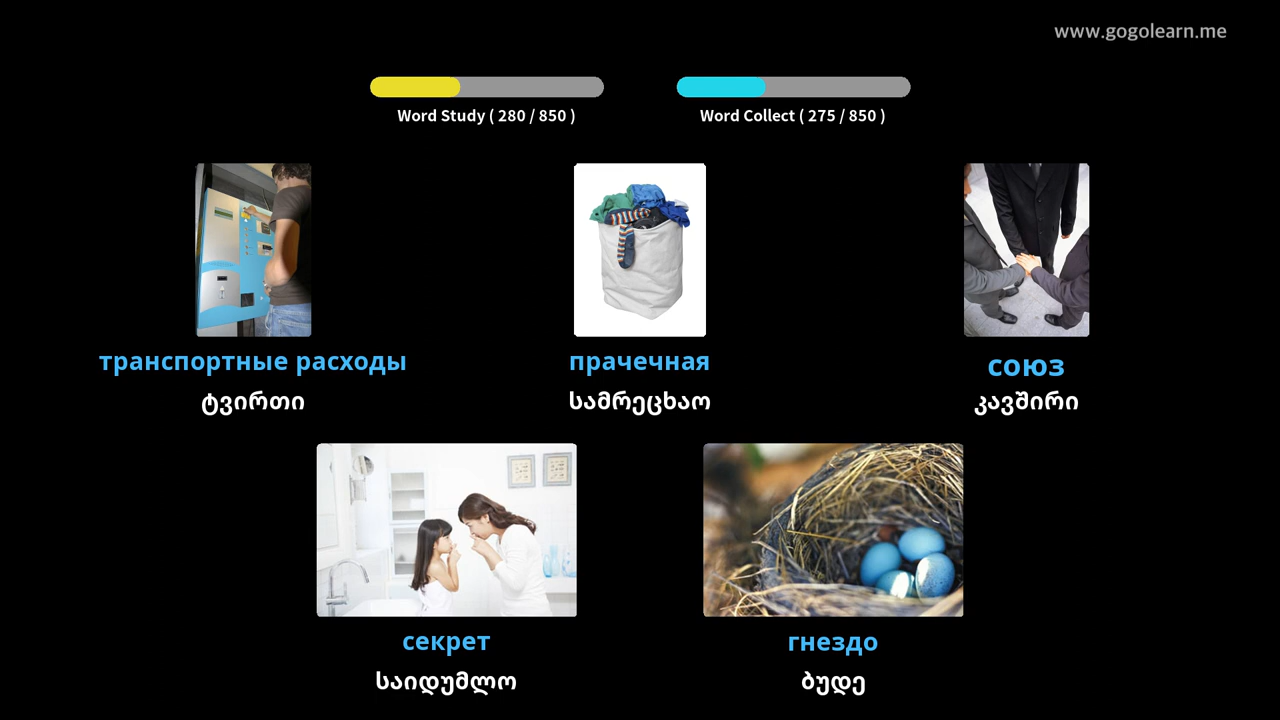 www.gogolearn.me
Word Study ( 280 / 850 )
Word Collect ( 275 / 850 )
транспортные расходы
ტვირთი
прачечная
სამრეცხაო
союз
კავშირი
секрет
საიდუმლო
гнездо
ბუდე